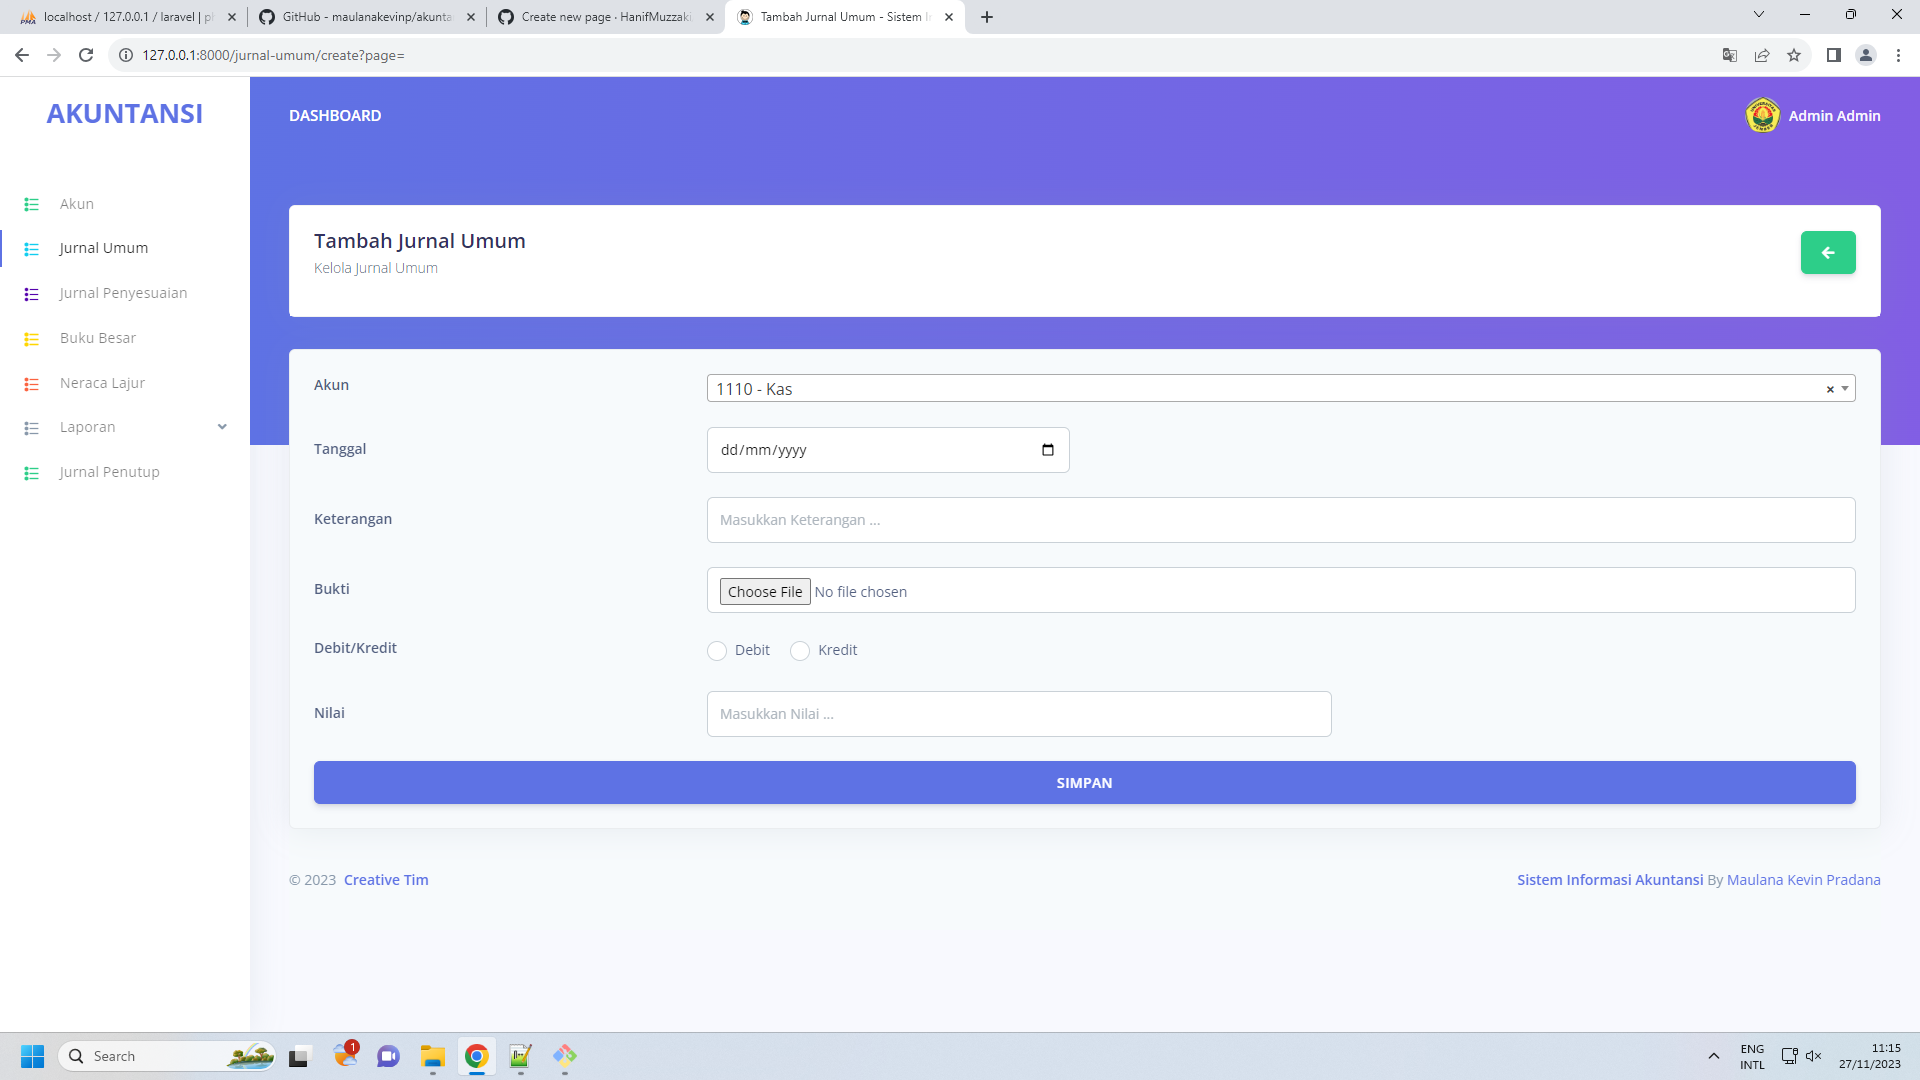 localhost / 127.0.0.1 / laravel | p
GitHub - maulanakevinp/akunta
Create new page · HanifMuzzaki
Tambah Jurnal Umum - Sistem I
127.0.0.1:8000/jurnal-umum/create?page=
AKUNTANSI
DASHBOARD
Admin Admin
Akun
Jurnal Umum
Jurnal Penyesuaian
Buku Besar
Neraca Lajur
Laporan
Jurnal Penutup
Tambah Jurnal Umum
Kelola Jurnal Umum
Akun
1110 - Kas
Tanggal
dd/mm/yyyy
Keterangan
Masukkan Keterangan ...
Bukti
Choose File No file chosen
Debit/Kredit
Debit
Kredit
Nilai
Masukkan Nilai ...
SIMPAN
© 2023 Creative Tim
Sistem Informasi Akuntansi By Maulana Kevin Pradana
Search
1
ENG
INTL
11:15
27/11/2023